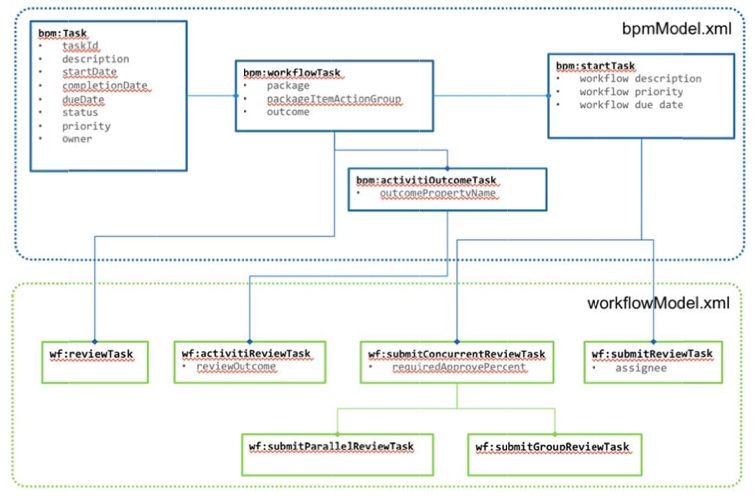 bpmModel.xml
bpm:Task
• taskId
• description
• startDate
• completionDate
• dueDate
• status
• priority
• owner
bpm:workflowTask
• package
• packageItemActionGroup
• outcome
bpm:startTask
• workflow description
• workflow priority
• workflow due date
bpm:activitiOutcomeTask
• outcomePropertyName
workflowModel.xml
wf:reviewTask
wf:activitiReviewTask
• reviewOutcome
wf:submitConcurrentReviewTask
• requiredApprovePercent
wf:submitReviewTask
• assignee
wf:submitParallelReviewTask
wf:submitGroupReviewTask